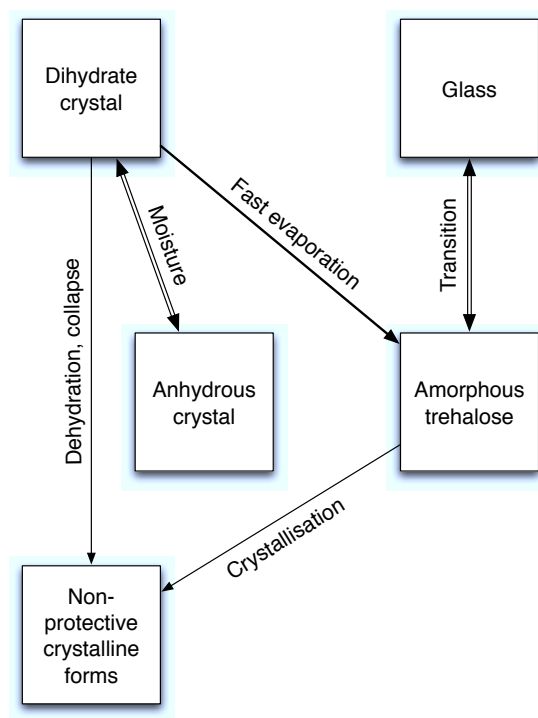 Dihydrate
crystal
Glass
Fast evaporation
Moisture
Transition
Dehydration, collapse
Anhydrous
crystal
Amorphous
trehalose
Crystallisation
Non-
protective
crystalline
forms